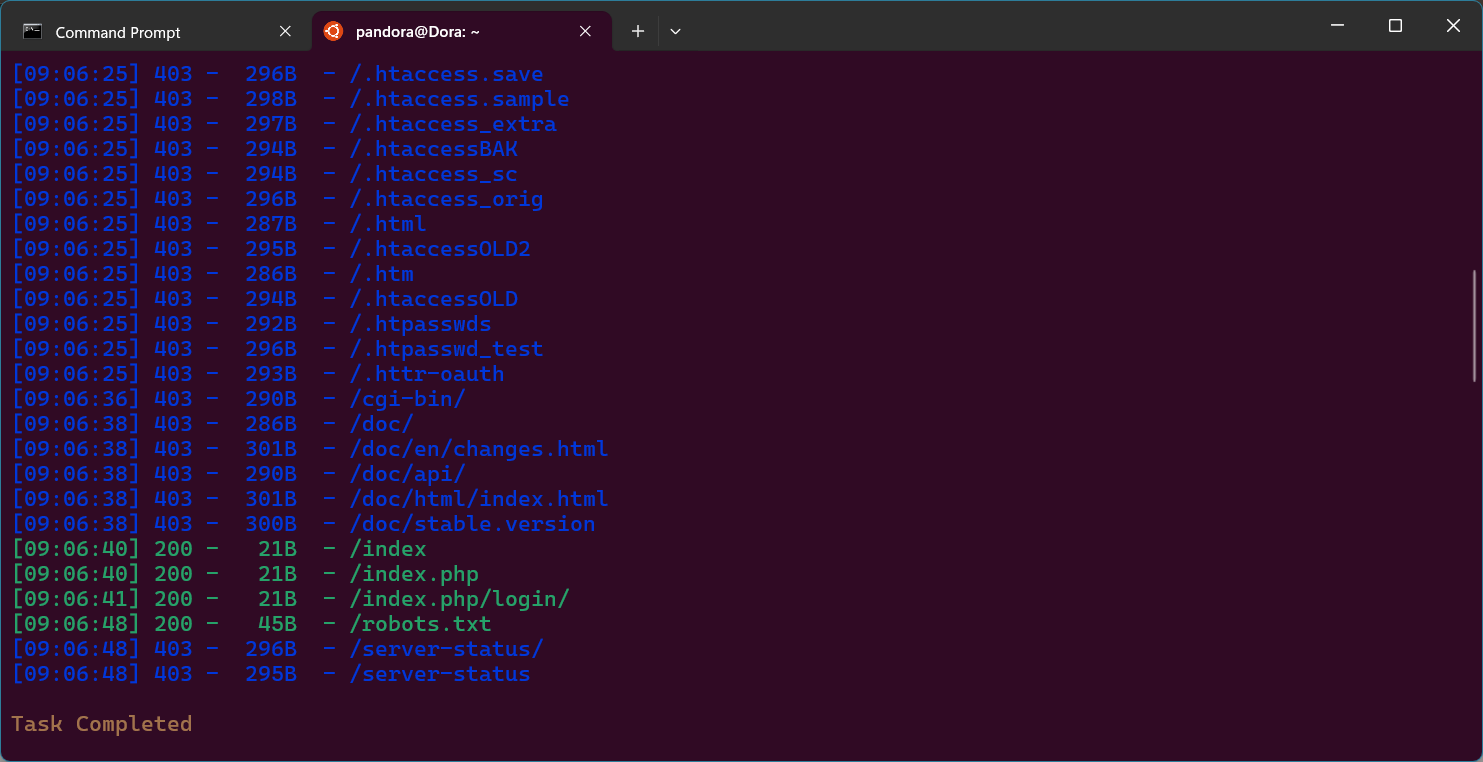 Command Prompt
pandora@Dora: ~
[09:06:25] 403 -  296B  - /.htaccess.save
[09:06:25] 403 -  298B  - /.htaccess.sample
[09:06:25] 403 -  297B  - /.htaccess_extra
[09:06:25] 403 -  294B  - /.htaccessBAK
[09:06:25] 403 -  294B  - /.htaccess_sc
[09:06:25] 403 -  296B  - /.htaccess_orig
[09:06:25] 403 -  287B  - /.html
[09:06:25] 403 -  295B  - /.htaccessOLD2
[09:06:25] 403 -  286B  - /.htm
[09:06:25] 403 -  294B  - /.htaccessOLD
[09:06:25] 403 -  292B  - /.htpasswds
[09:06:25] 403 -  296B  - /.htpasswd_test
[09:06:25] 403 -  293B  - /.httr-oauth
[09:06:36] 403 -  290B  - /cgi-bin/
[09:06:38] 403 -  286B  - /doc/
[09:06:38] 403 -  301B  - /doc/en/changes.html
[09:06:38] 403 -  290B  - /doc/api/
[09:06:38] 403 -  301B  - /doc/html/index.html
[09:06:38] 403 -  300B  - /doc/stable.version
[09:06:40] 200 -   21B  - /index
[09:06:40] 200 -   21B  - /index.php
[09:06:41] 200 -   21B  - /index.php/login/
[09:06:48] 200 -   45B  - /robots.txt
[09:06:48] 403 -  296B  - /server-status/
[09:06:48] 403 -  295B  - /server-status
Task Completed